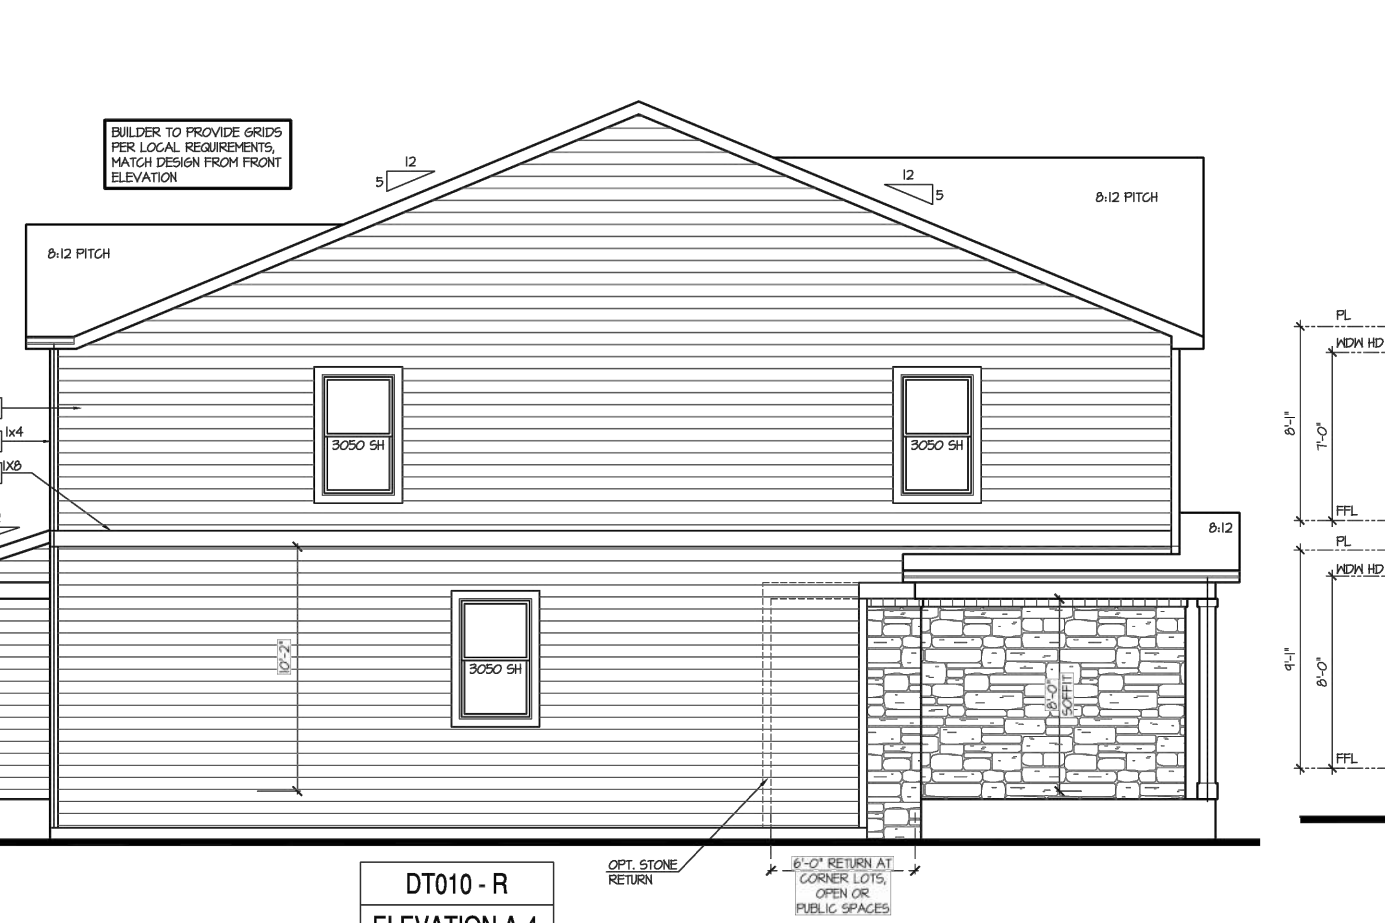 BUILDER TO PROVIDE GRIDS
PER LOCAL REQUIREMENTS,
MATCH DESIGN FROM FRONT
ELEVATION
12
5
12
5
8:12 PITCH
8:12 PITCH
PL
WDW HD
8'-1"
7'-0"
1x4
1X8
3050 SH
3050 SH
FFL
8:12
PL
WDW HD
10'-2"
3050 SH
8'-0"
SOFFIT
9'-1"
8'-0"
FFL
OPT. STONE
RETURN
6'-0" RETURN AT
CORNER LOTS,
OPEN OR
PUBLIC SPACES
DT010 - R
ELEVATION A-4